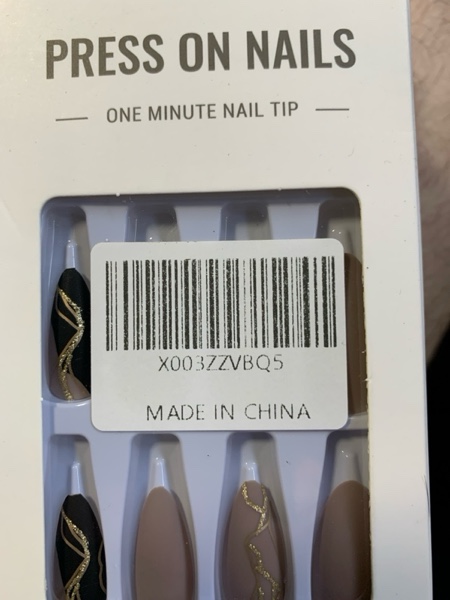 PRESS ON NAILS
ONE MINUTE NAIL TIP
X003ZZVBQ5
MADE IN CHINA